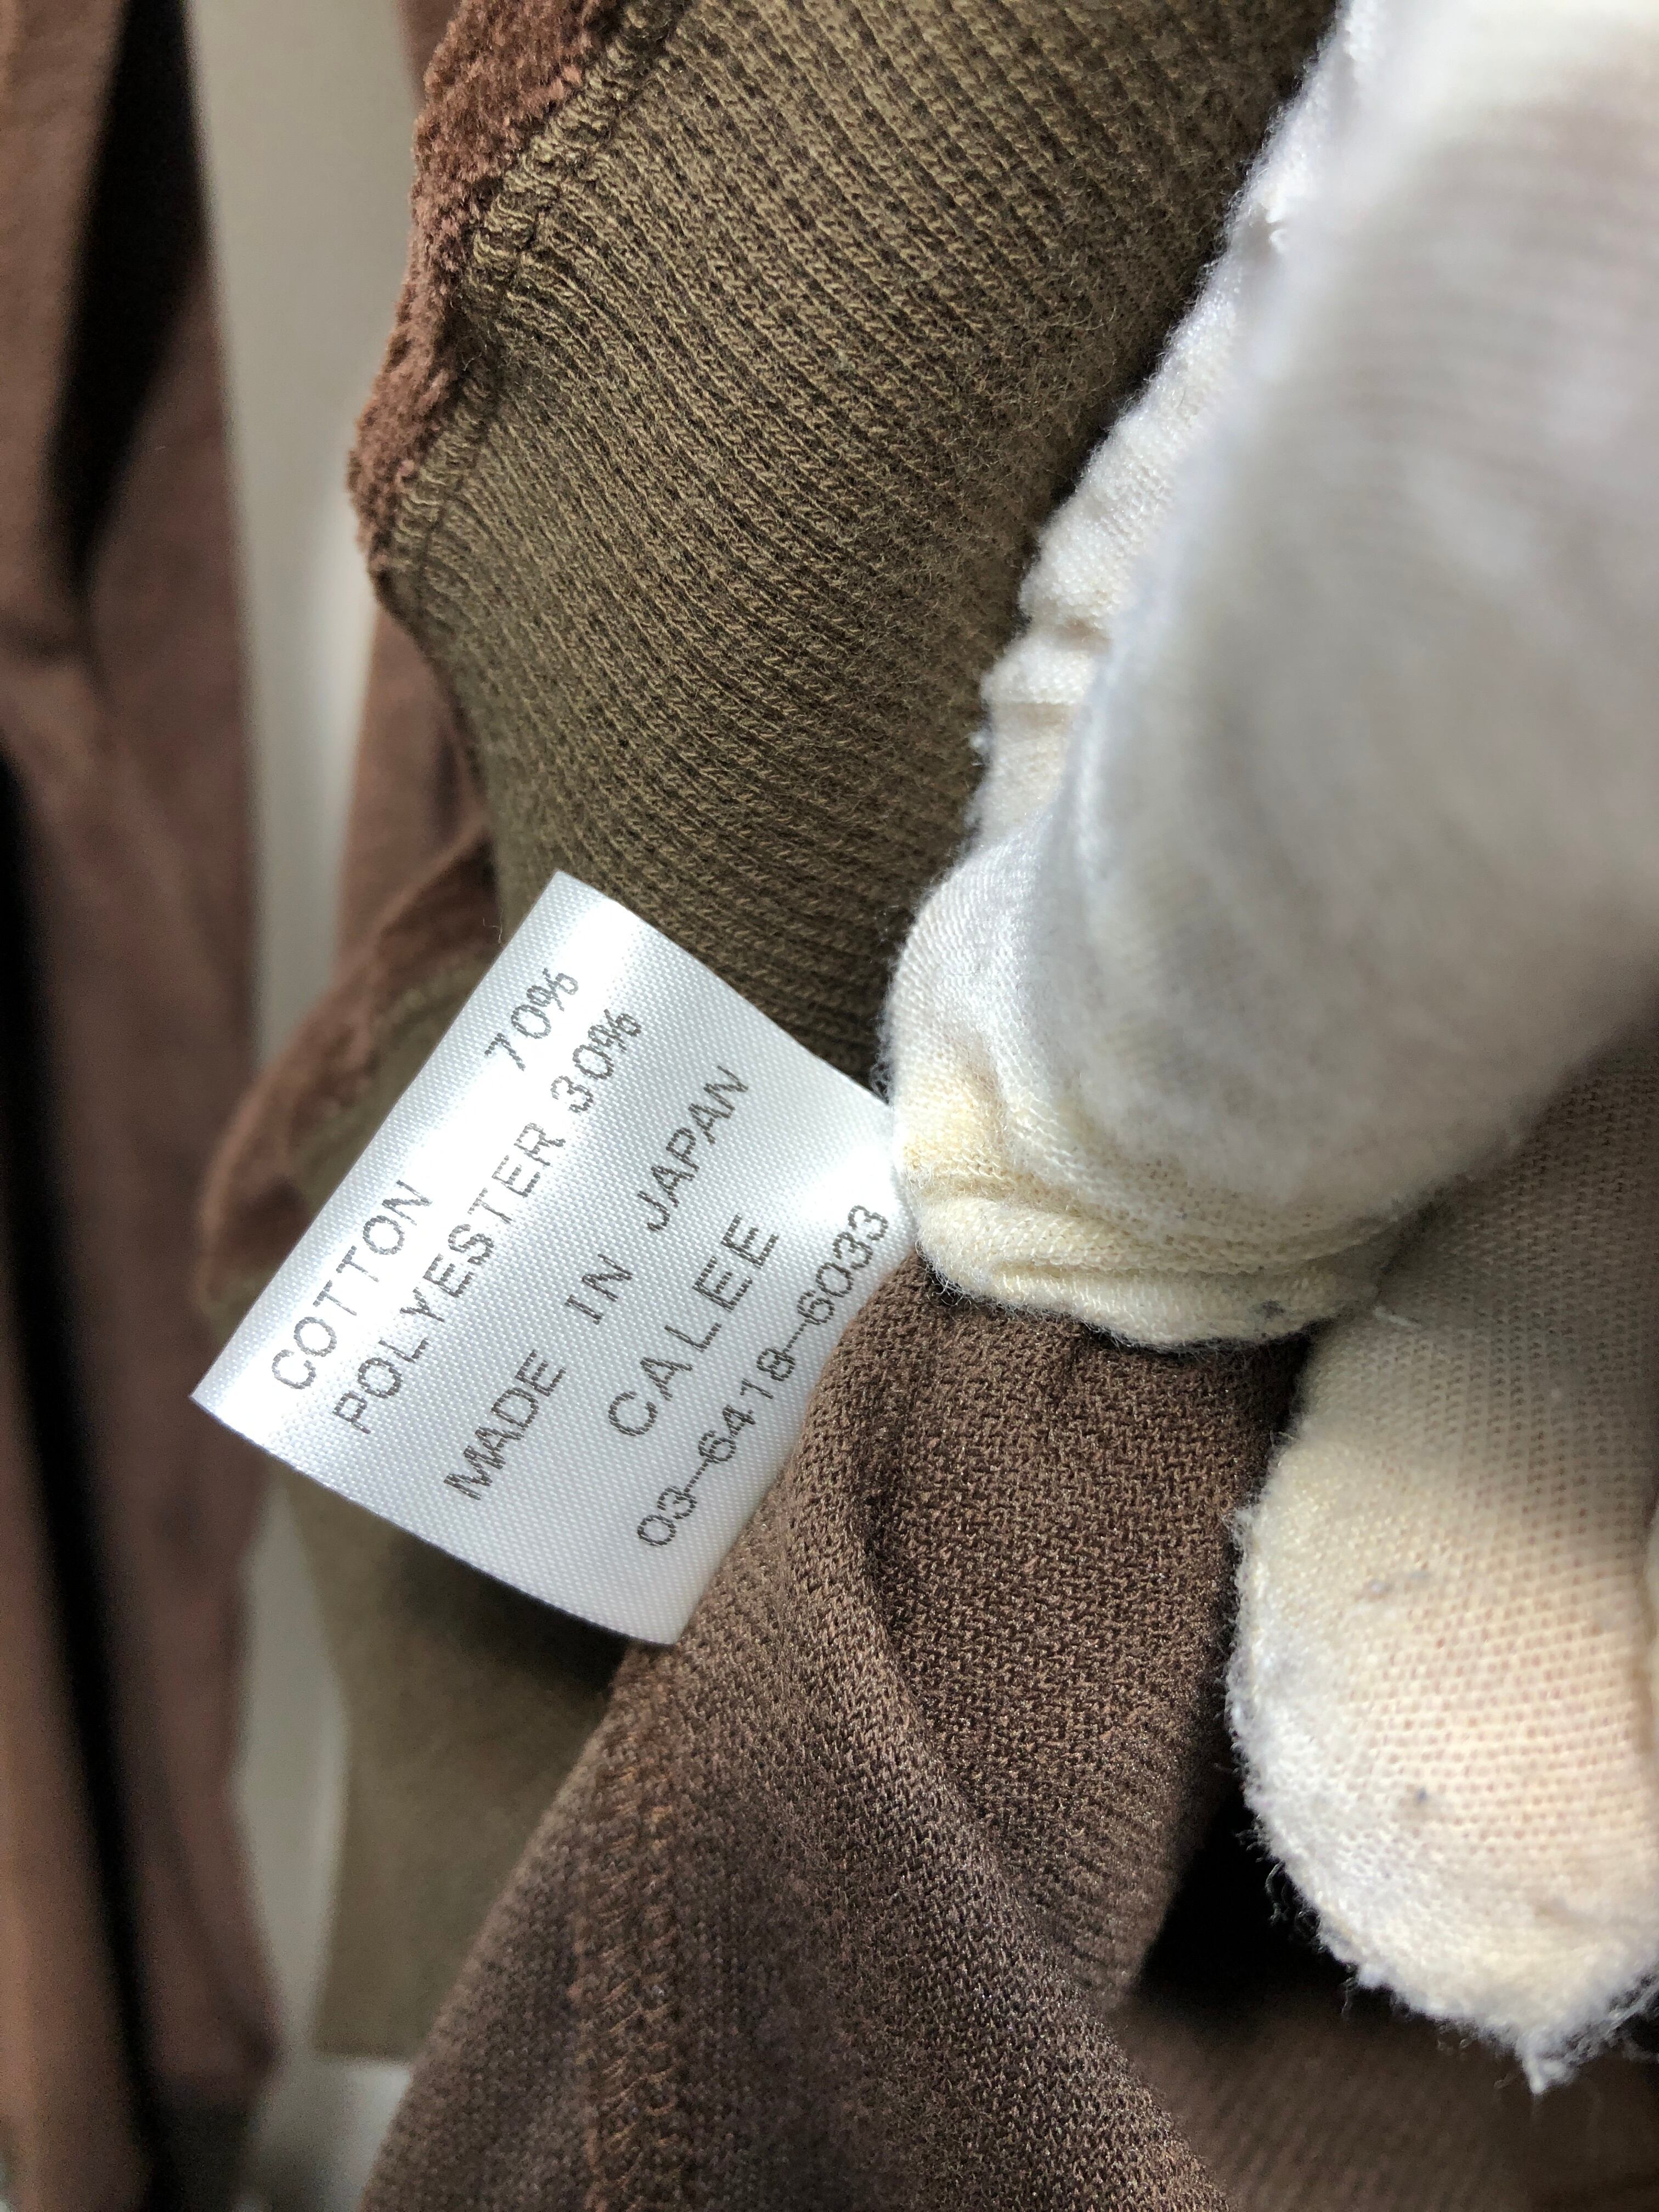 COTTON 70%
POLYESTER 30%
MADE IN JAPAN
CALEE
03-6418-6033